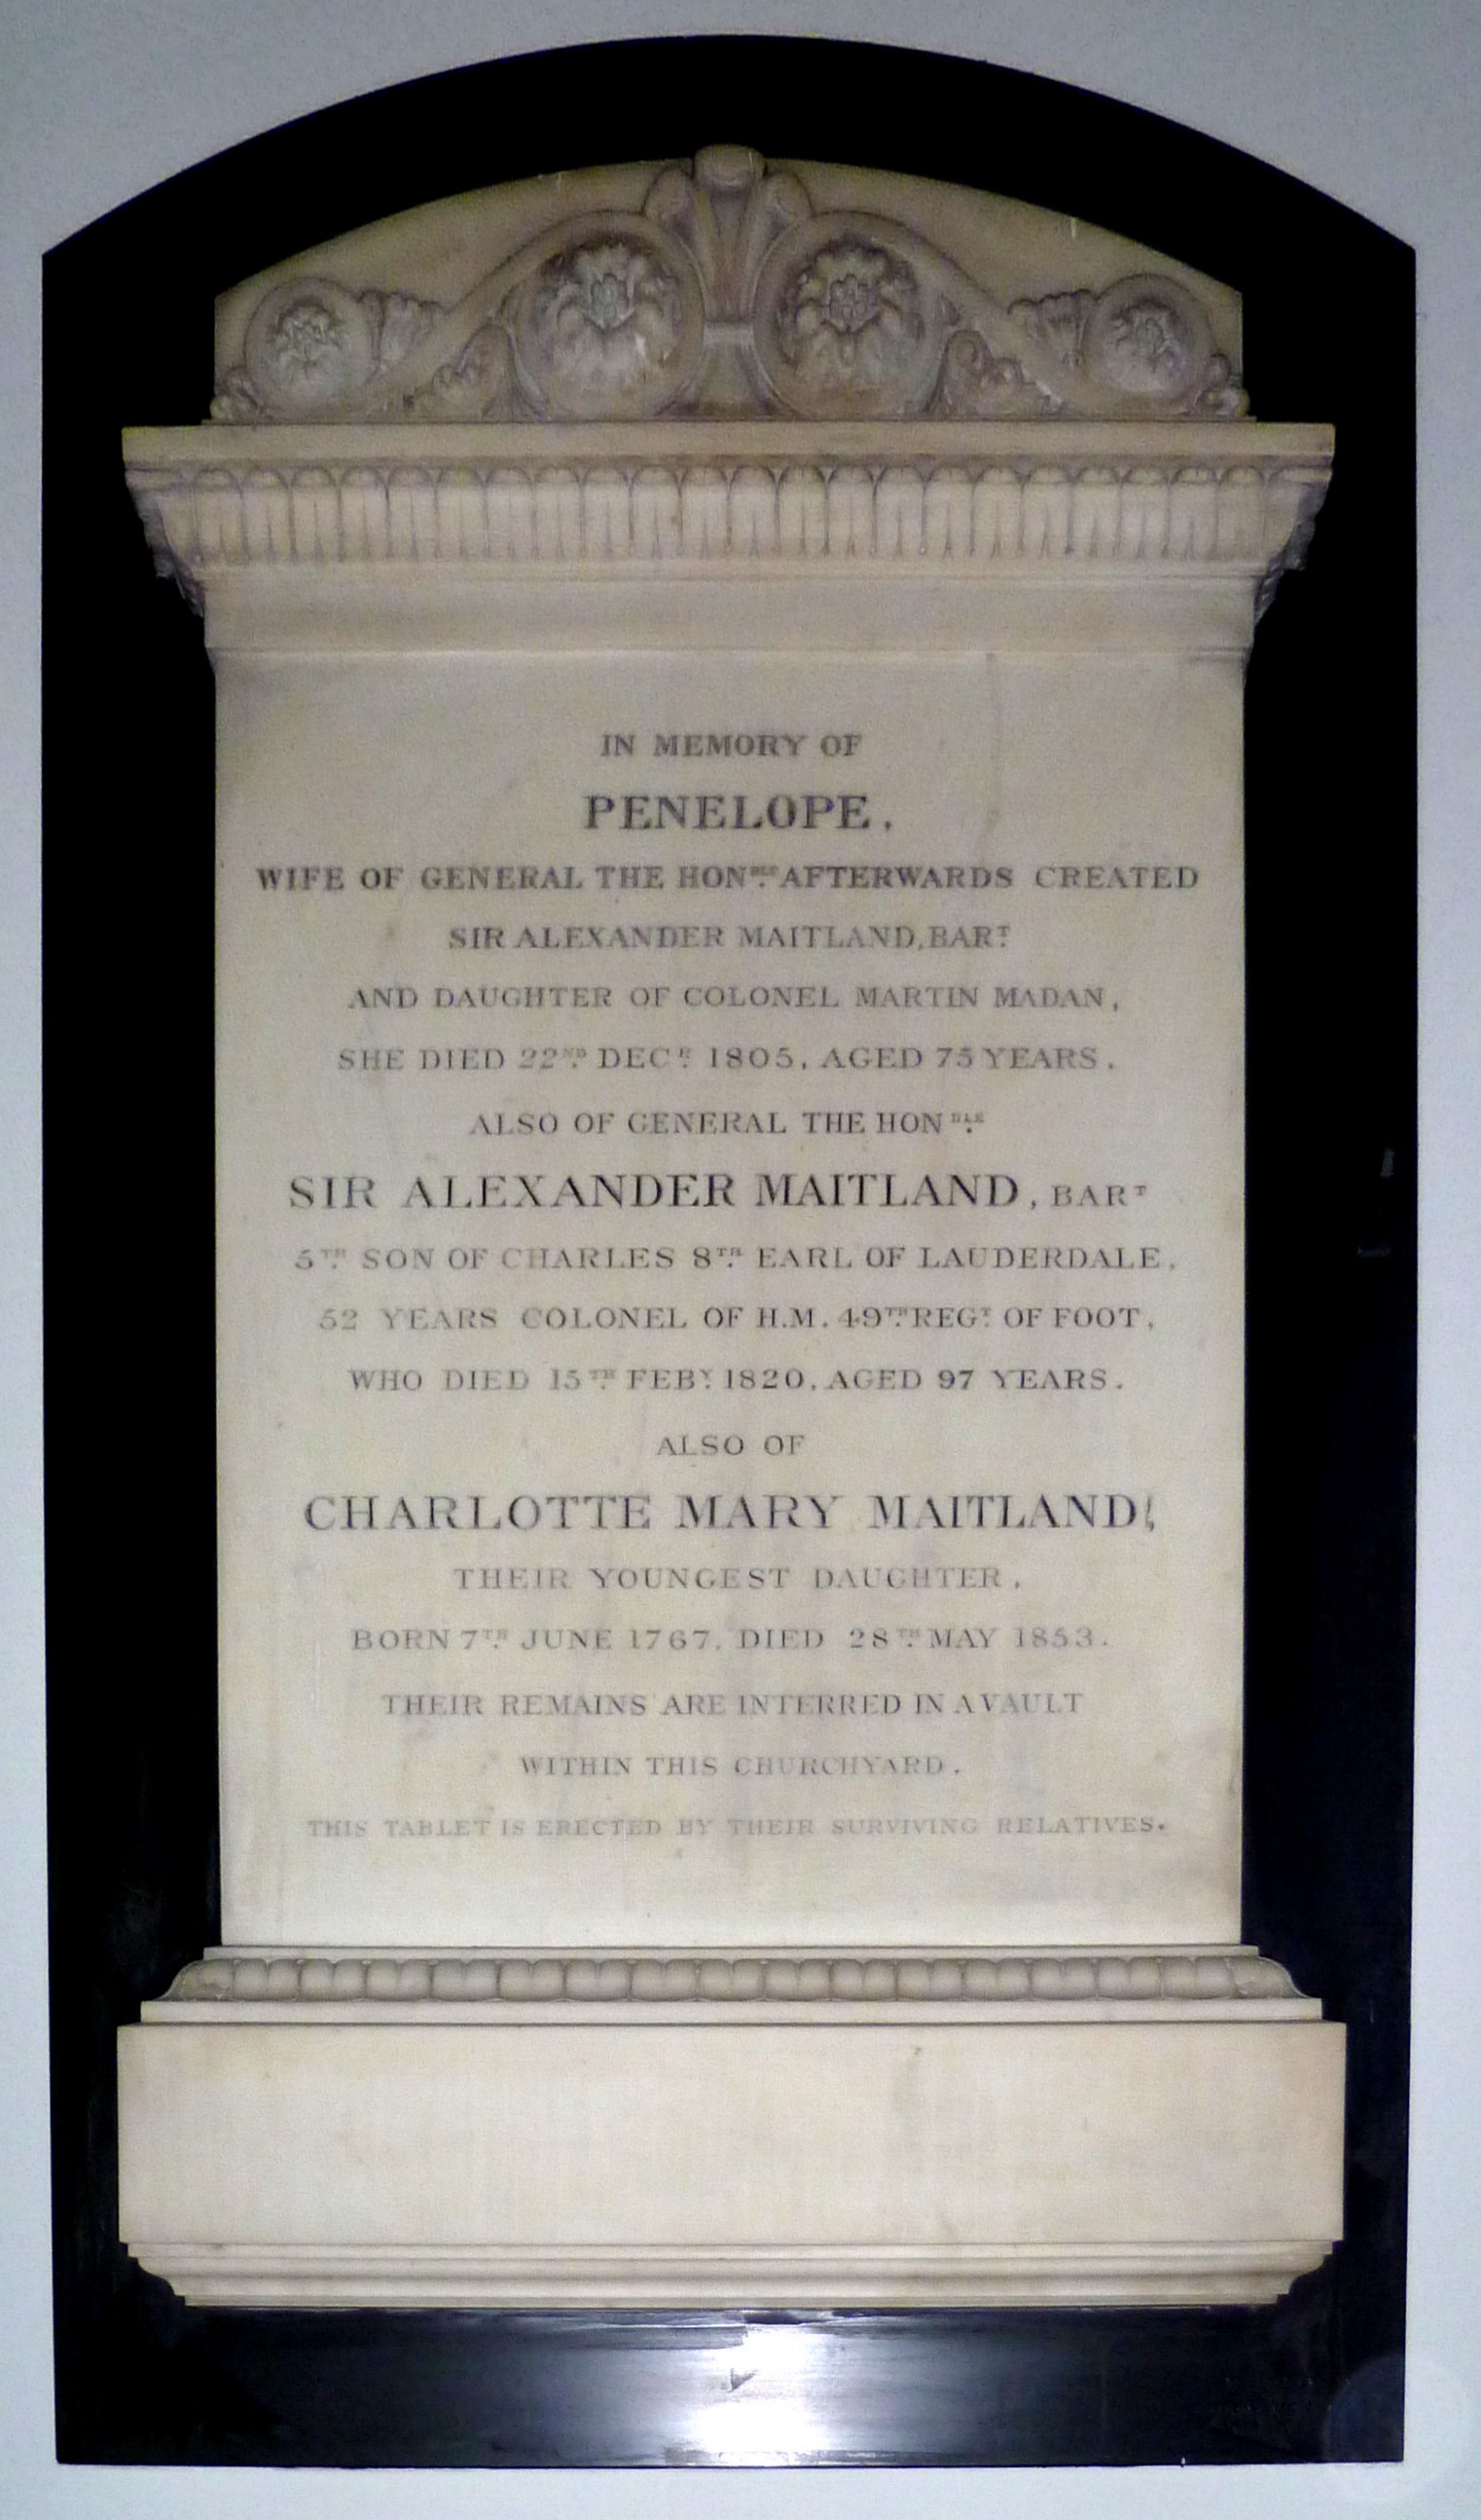 IN MEMORY OF
PENELOPE,
WIFE OF GENERAL THE HONBLE AFTERWARDS CREATED
SIR ALEXANDER MAITLAND, BART
AND DAUGHTER OF COLONEL MARTIN MADAN,
SHE DIED 22ND DECR 1805, AGED 75 YEARS.
ALSO OF GENERAL THE HONBLE
SIR ALEXANDER MAITLAND, BART
5TH SON OF CHARLES 8TH EARL OF LAUDERDALE,
52 YEARS COLONEL OF H.M. 49TH REGT OF FOOT,
WHO DIED 15TH FEBY 1820, AGED 97 YEARS.
ALSO OF
CHARLOTTE MARY MAITLAND,
THEIR YOUNGEST DAUGHTER,
BORN 7TH JUNE 1767, DIED 28TH MAY 1853.
THEIR REMAINS ARE INTERRED IN A VAULT
WITHIN THIS CHURCHYARD.
THIS TABLET IS ERECTED BY THEIR SURVIVING RELATIVES.